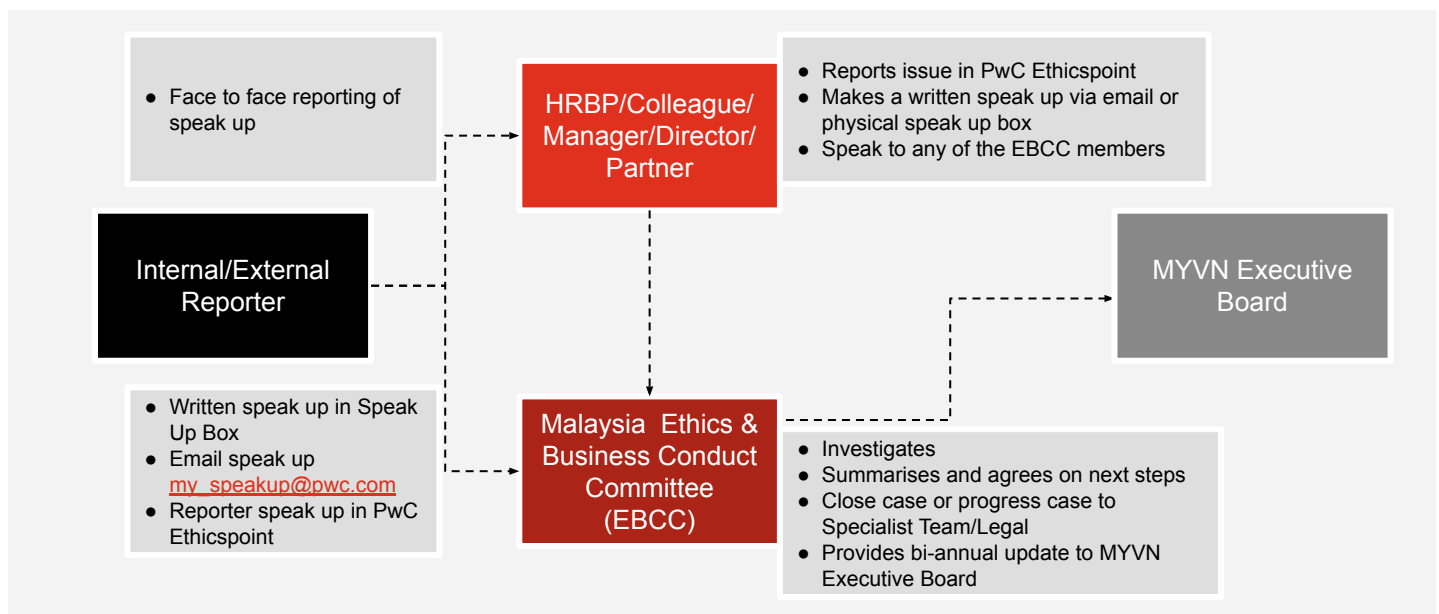 ● Face to face reporting of
speak up
HRBP/Colleague/
Manager/Director/
Partner
● Reports issue in PwC Ethicspoint
● Makes a written speak up via email or
physical speak up box
● Speak to any of the EBCC members
Internal/External
Reporter
MYVN Executive
Board
● Written speak up in Speak
Up Box
● Email speak up
my_speakup@pwc.com
● Reporter speak up in PwC
Ethicspoint
Malaysia Ethics &
Business Conduct
Committee
(EBCC)
● Investigates
● Summarises and agrees on next steps
● Close case or progress case to
Specialist Team/Legal
● Provides bi-annual update to MYVN
Executive Board